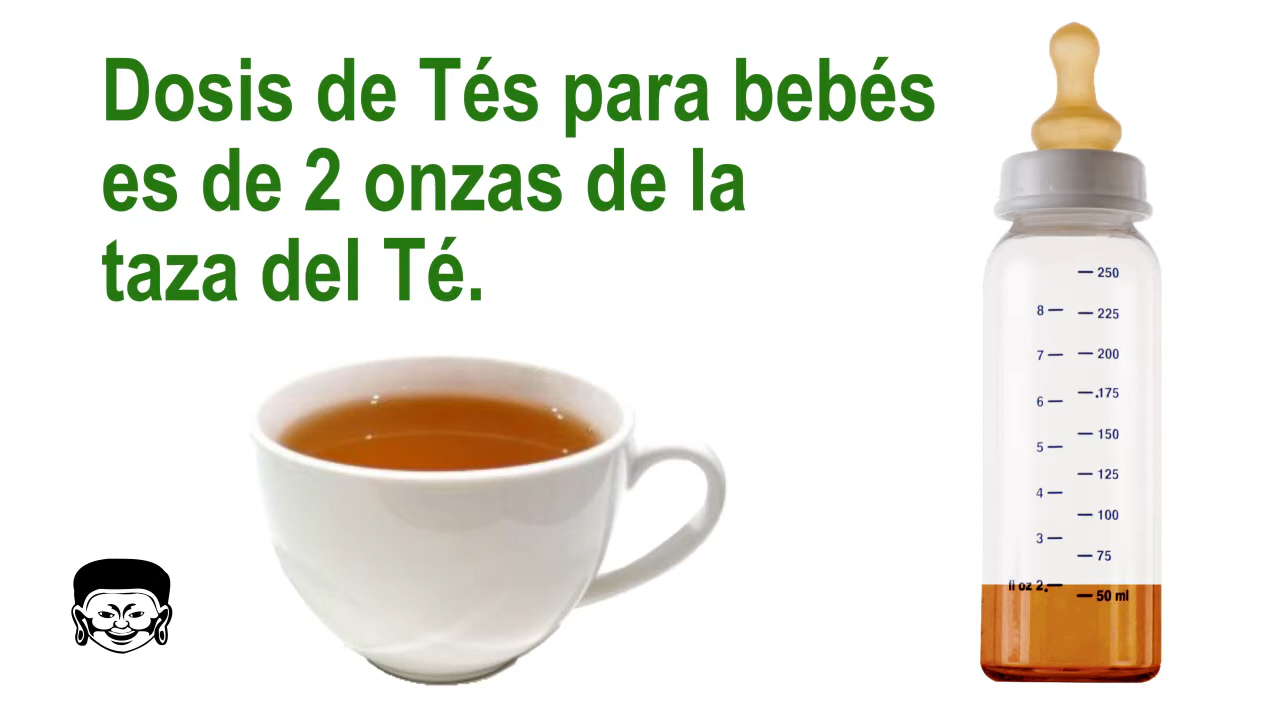 Dosis de Tés para bebés
es de 2 onzas de la
taza del Té.
250
8
225
7
200
.175
6
150
5
125
4
100
3
75
fl oz 2.
50 ml